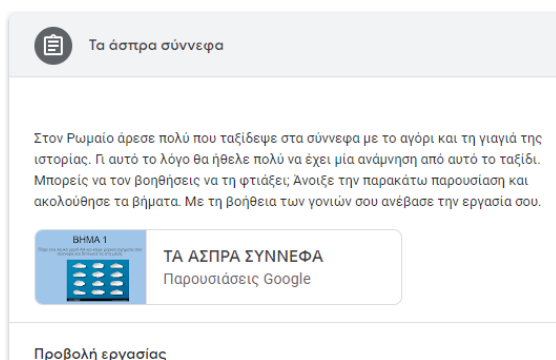 Τα άσπρα σύννεφα
Στον Ρωμαίο άρεσε πολύ που ταξίδεψε στα σύννεφα με το αγόρι και τη γιαγιά της
ιστορίας. Γι αυτό το λόγο θα ήθελε πολύ να έχει μία ανάμνηση από αυτό το ταξίδι.
Μπορείς να τον βοηθήσεις να τη φτιάξει; Άνοιξε την παρακάτω παρουσίαση και
ακολούθησε τα βήματα. Με τη βοήθεια των γονιών σου ανέβασε την εργασία σου.
ΒΗΜΑ 1
ΤΑ ΑΣΠΡΑ ΣΥΝΝΕΦΑ
Παρουσιάσεις Google
Προβολή εργασίας